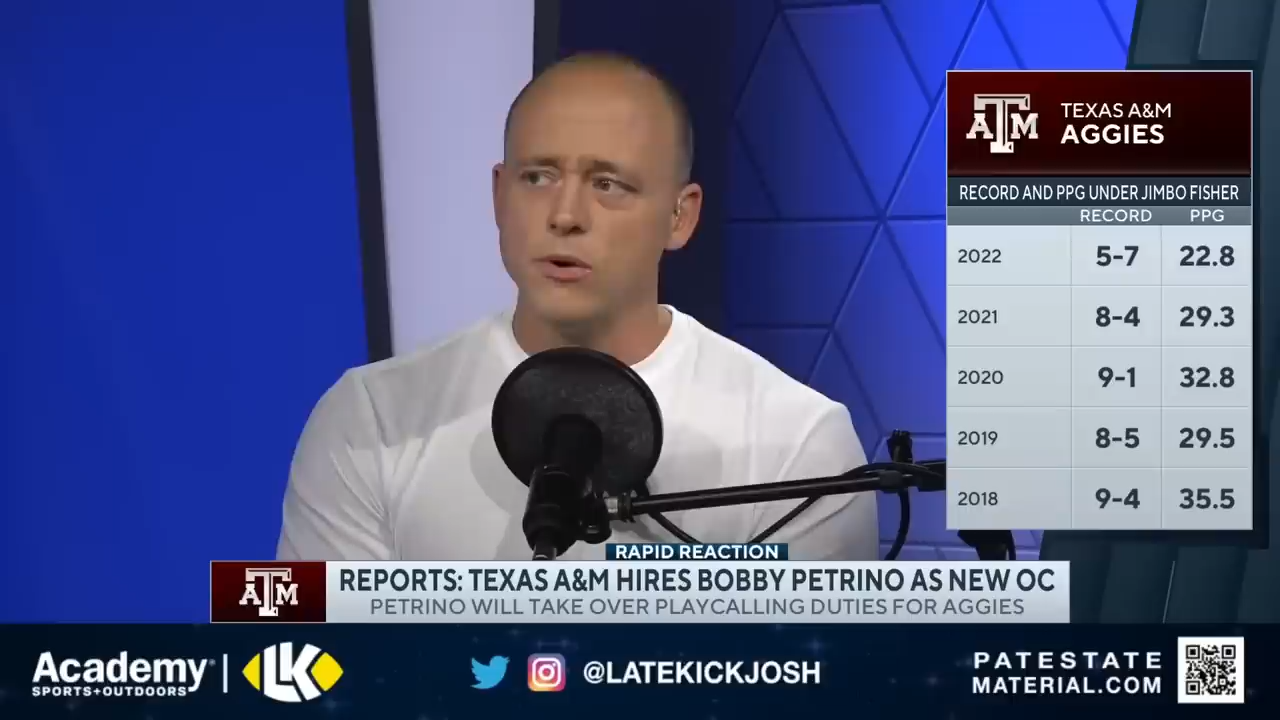 ATM
TEXAS A&M
AGGIES
RECORD AND PPG UNDER JIMBO FISHER
RECORD PPG
2022 5-7 22.8
2021 8-4 29.3
2020 9-1 32.8
2019 8-5 29.5
2018 9-4 35.5
RAPID REACTION
ATM
REPORTS: TEXAS A&M HIRES BOBBY PETRINO AS NEW OC
PETRINO WILL TAKE OVER PLAYCALLING DUTIES FOR AGGIES
Academy
SPORTS+OUTDOORS
LK
@LATEKICKJOSH
PATESTATE
MATERIAL.COM